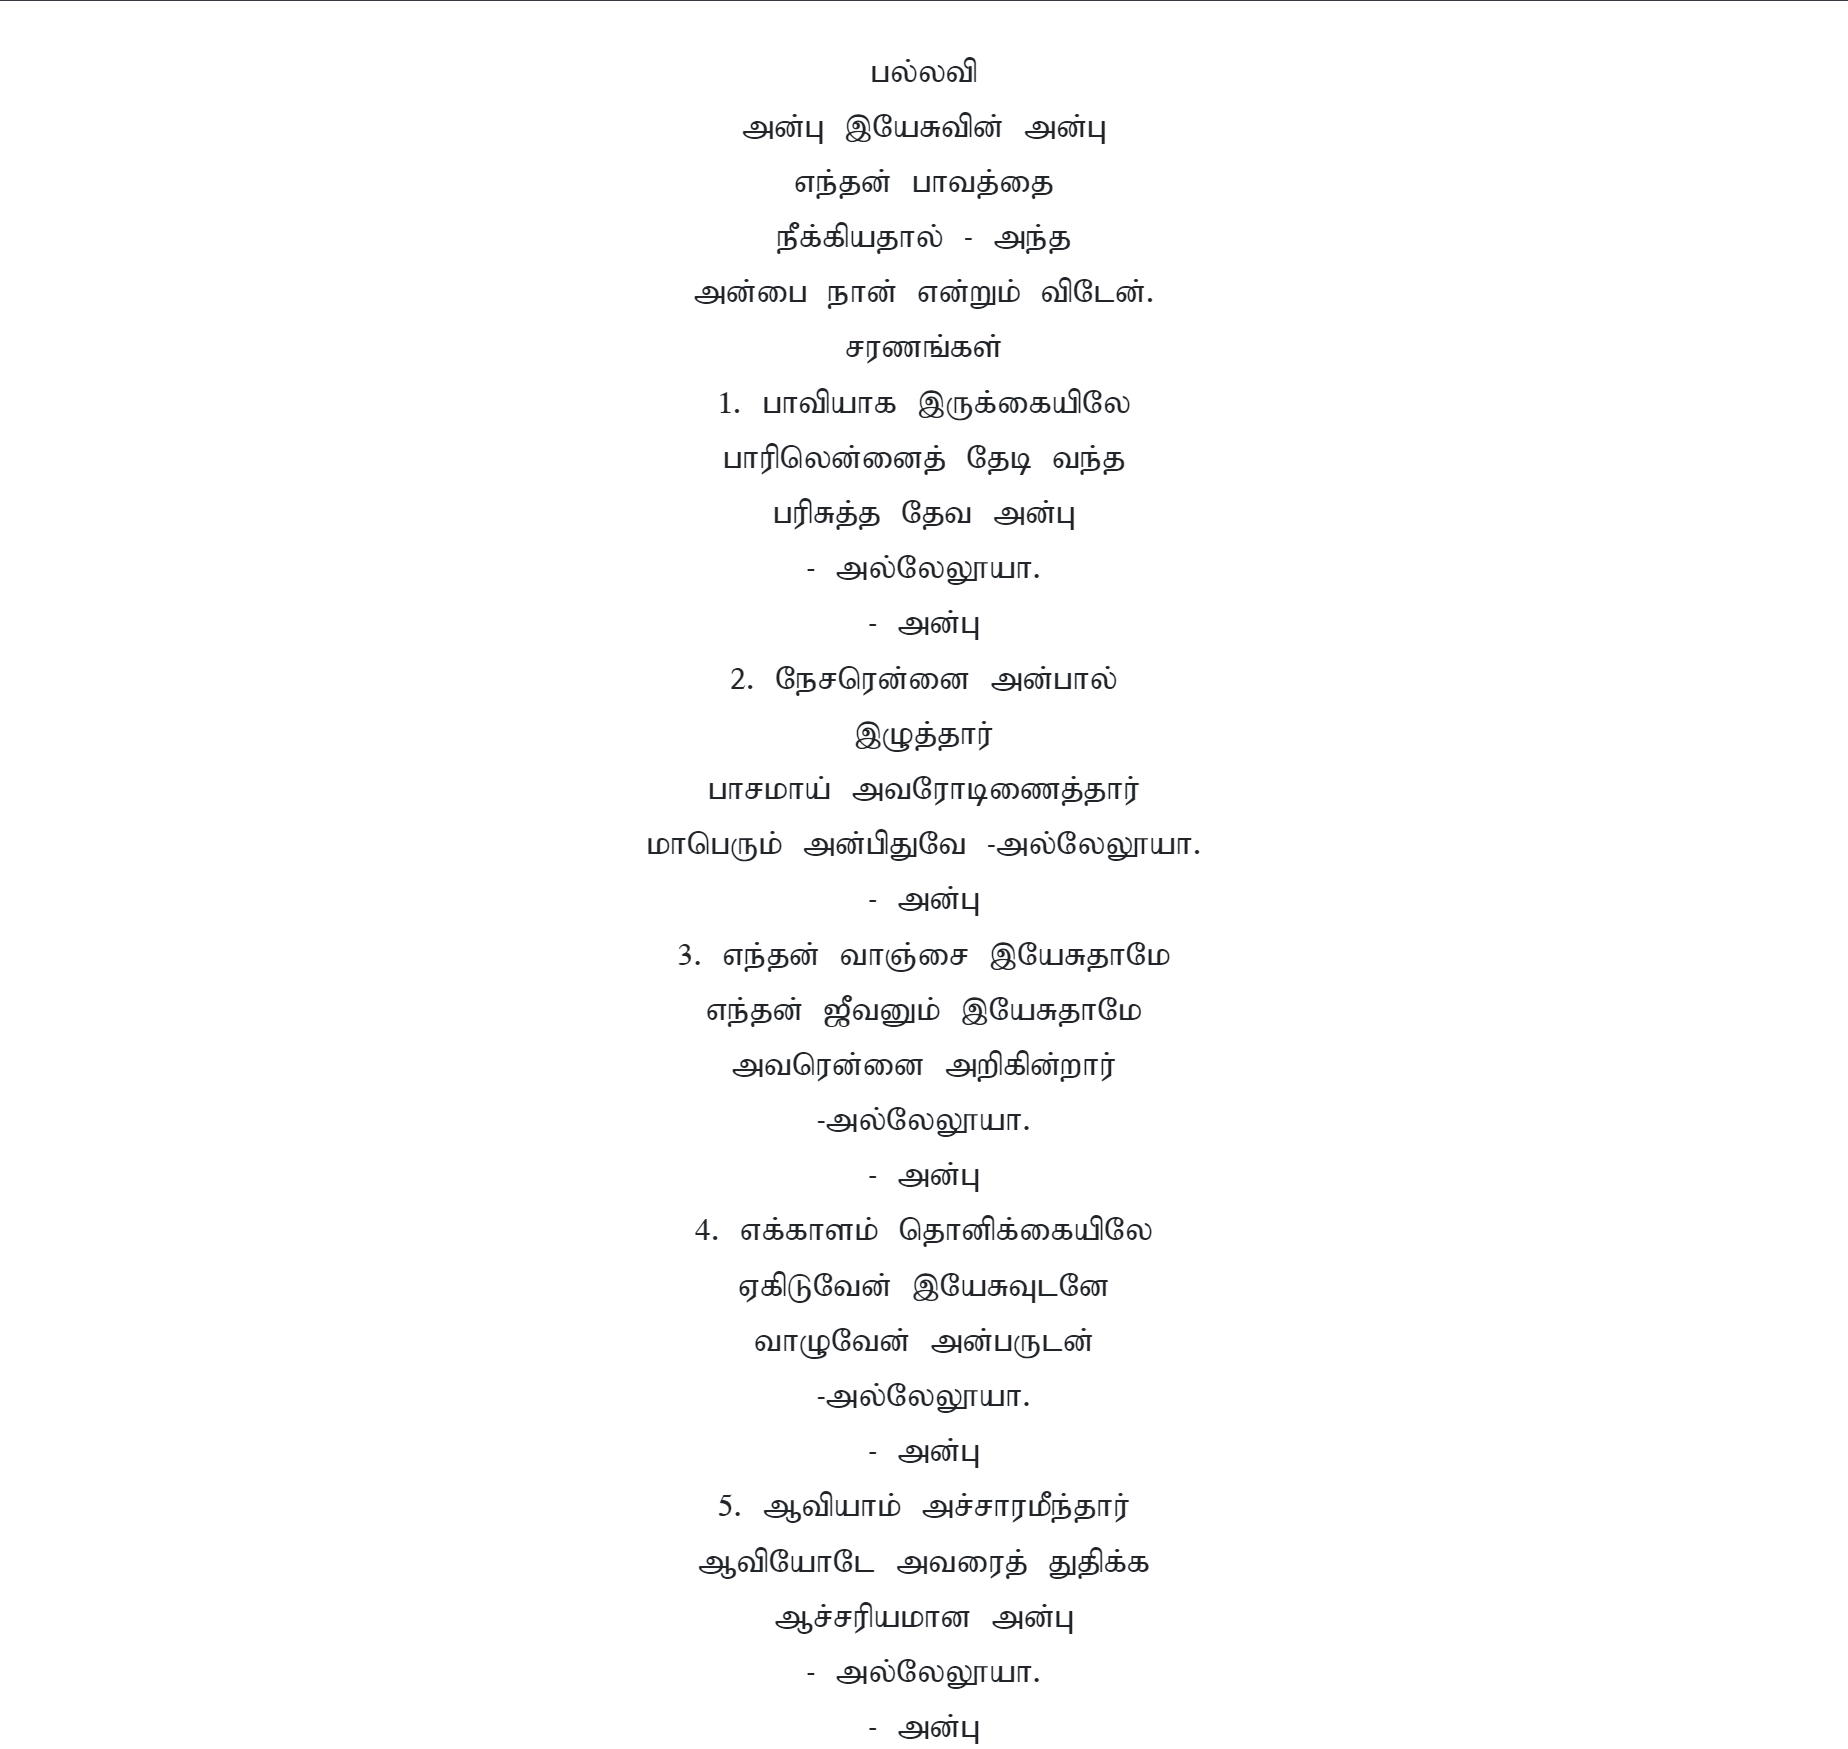 பல்லவி
அன்பு இயேசுவின் அன்பு
எந்தன் பாவத்தை
நீக்கியதால் - அந்த
அன்பை நான் என்றும் விடேன்.
சரணங்கள்
1. பாவியாக இருக்கையிலே
பாரிலென்னைத் தேடி வந்த
பரிசுத்த தேவ அன்பு
- அல்லேலூயா.
- அன்பு
2. நேசரென்னை அன்பால்
இழுத்தார்
பாசமாய் அவரோடிணைத்தார்
மாபெரும் அன்பிதுவே -அல்லேலூயா.
- அன்பு
3. எந்தன் வாஞ்சை இயேசுதாமே
எந்தன் ஜீவனும் இயேசுதாமே
அவரென்னை அறிகின்றார்
-அல்லேலூயா.
- அன்பு
4. எக்காளம் தொனிக்கையிலே
ஏகிடுவேன் இயேசுவுடனே
வாழுவேன் அன்பருடன்
-அல்லேலூயா.
- அன்பு
5. ஆவியாம் அச்சாரமீந்தார்
ஆவியோடே அவரைத் துதிக்க
ஆச்சரியமான அன்பு
- அல்லேலூயா.
- அன்பு